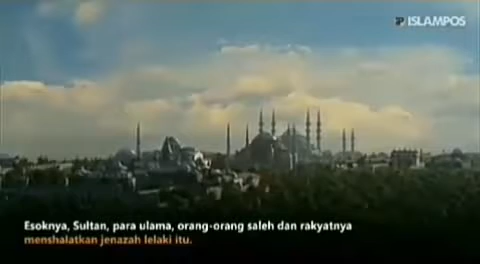 ISLAMPOS
Esoknya, Sultan, para ulama, orang-orang saleh dan rakyatnya
menshalatkan jenazah lelaki itu.